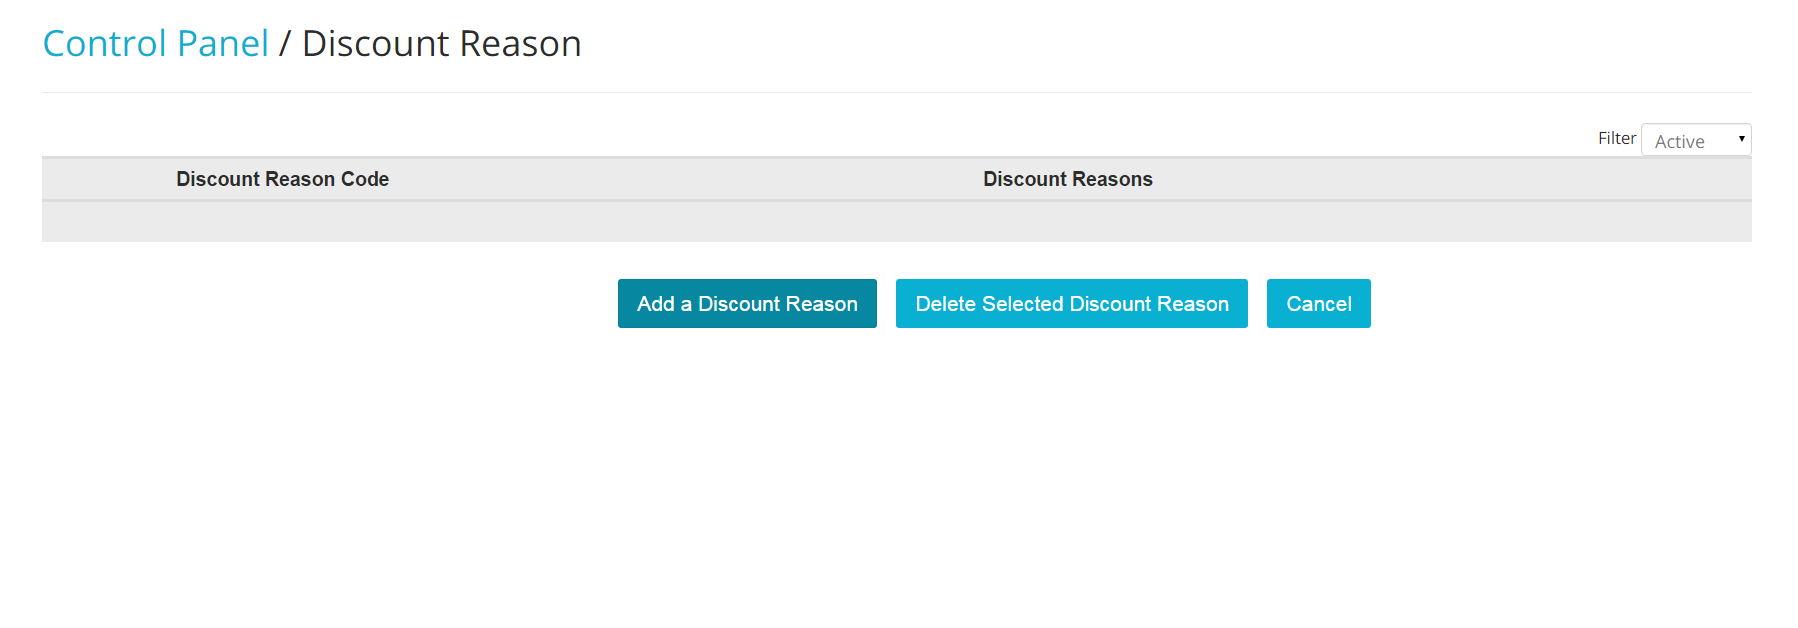 Control Panel / Discount Reason
Filter Active
Discount Reason Code Discount Reasons
Add a Discount Reason Delete Selected Discount Reason Cancel